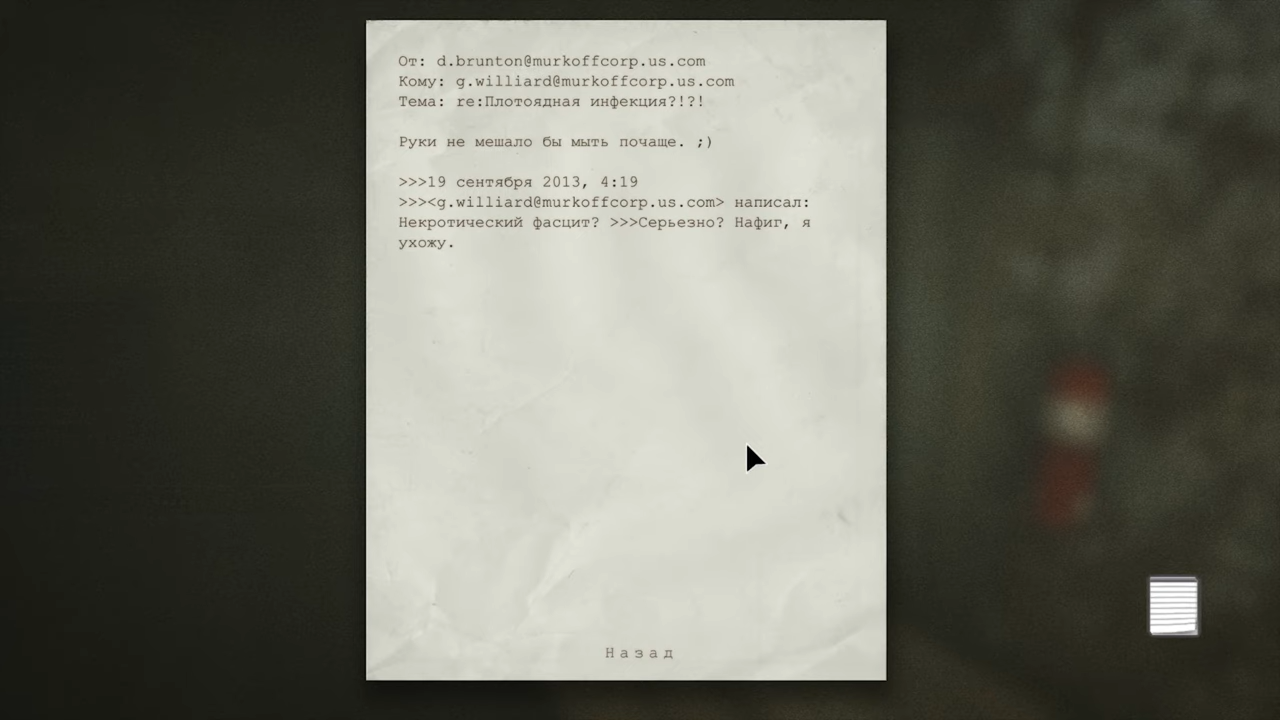 От: d.brunton@murkoffcorp.us.com
Кому: g.williard@murkoffcorp.us.com
Тема: re:Плотоядная инфекция?!?!
Руки не мешало бы мыть почаще. ;)
>>>19 сентября 2013, 4:19
>>><g.williard@murkoffcorp.us.com> написал:
Некротический фасцит? >>>Серьезно? Нафиг, я
ухожу.
Назад